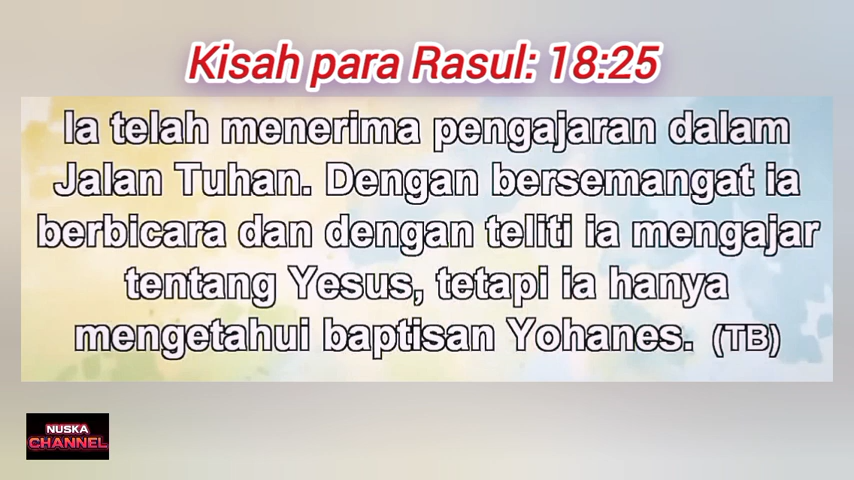 Kisah para Rasul: 18:25
Ia telah menerima pengajaran dalam
Jalan Tuhan. Dengan bersemangat ia
berbicara dan dengan teliti ia mengajar
tentang Yesus, tetapi ia hanya
mengetahui baptisan Yohanes. (TB)
NUSKA
CHANNEL